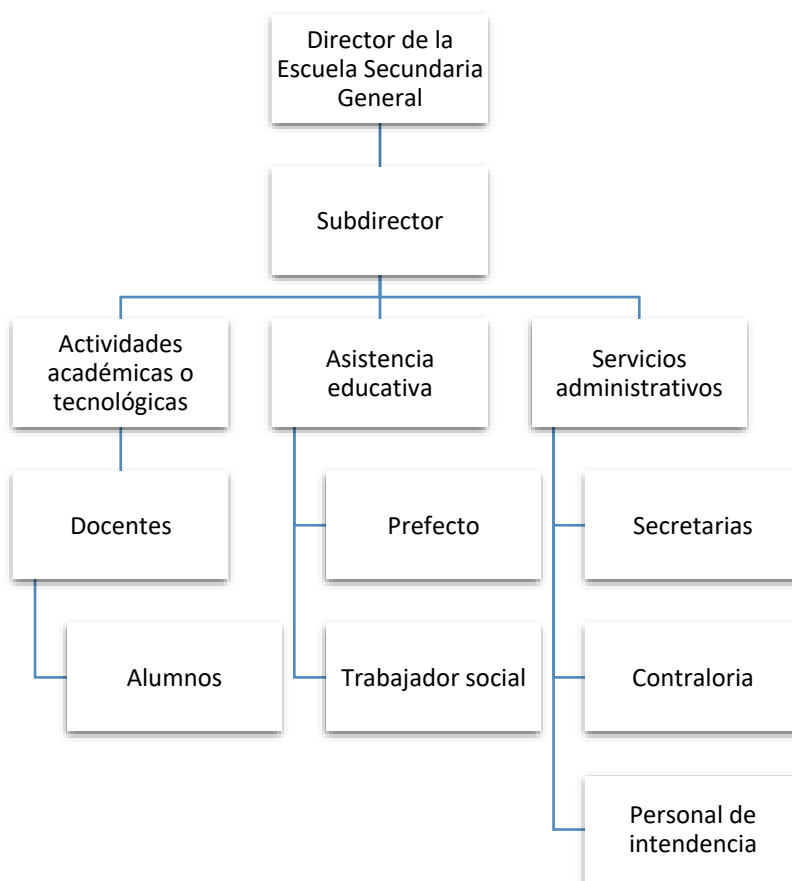 Director de la
Escuela Secundaria
General
Subdirector
Actividades
académicas o
tecnológicas
Asistencia
educativa
Servicios
administrativos
Docentes
Prefecto
Secretarias
Alumnos
Trabajador social
Contraloria
Personal de
intendencia